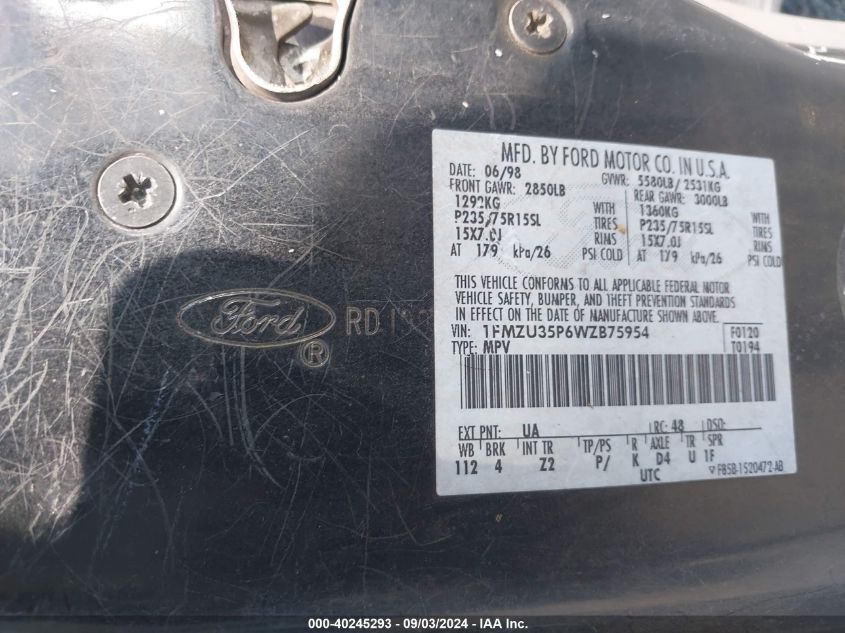 MFD. BY FORD MOTOR CO. IN U.S.A.
DATE: 06/98 GVWR: 5580LB/ 2531KG
FRONT GAWR: 2850LB REAR GAWR: 3000LB
1292KG WITH 1360KG WITH
P235/75R15SL TIRES P235/75R15SL TIRES
15X7.0J RIMS 15X7.0J RIMS
AT 179 kPa/26 PSI COLD AT 179 kPa/26 PSI COLD
THIS VEHICLE CONFORMS TO ALL APPLICABLE FEDERAL MOTOR
VEHICLE SAFETY, BUMPER, AND THEFT PREVENTION STANDARDS
IN EFFECT ON THE DATE OF MANUFACTURE SHOWN ABOVE.
VIN: 1FMZU35P6WZB75954 F0120
TYPE: MPV T0194
EXT PNT: UA RC: 48 DSO:
WB BRK INT TR TP/PS R AXLE TR SPR
112 4 Z2 P/ K D4 U 1F
UTC F85B-1520472-AB
Ford ® RD
000-40245293 - 09/03/2024 - IAAI.com